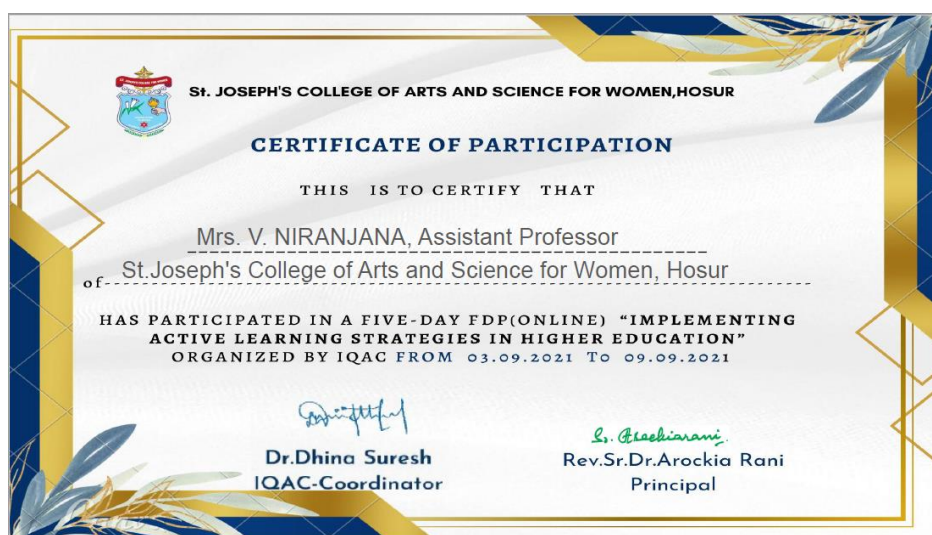 St. JOSEPH'S COLLEGE OF ARTS AND SCIENCE FOR WOMEN,HOSUR
CERTIFICATE OF PARTICIPATION
THIS IS TO CERTIFY THAT
Mrs. V. NIRANJANA, Assistant Professor
of St.Joseph's College of Arts and Science for Women, Hosur
HAS PARTICIPATED IN A FIVE-DAY FDP(ONLINE) “IMPLEMENTING
ACTIVE LEARNING STRATEGIES IN HIGHER EDUCATION”
ORGANIZED BY IQAC FROM 03.09.2021 TO 09.09.2021
Dr.Dhina Suresh
IQAC-Coordinator
Rev.Sr.Dr.Arockia Rani
Principal